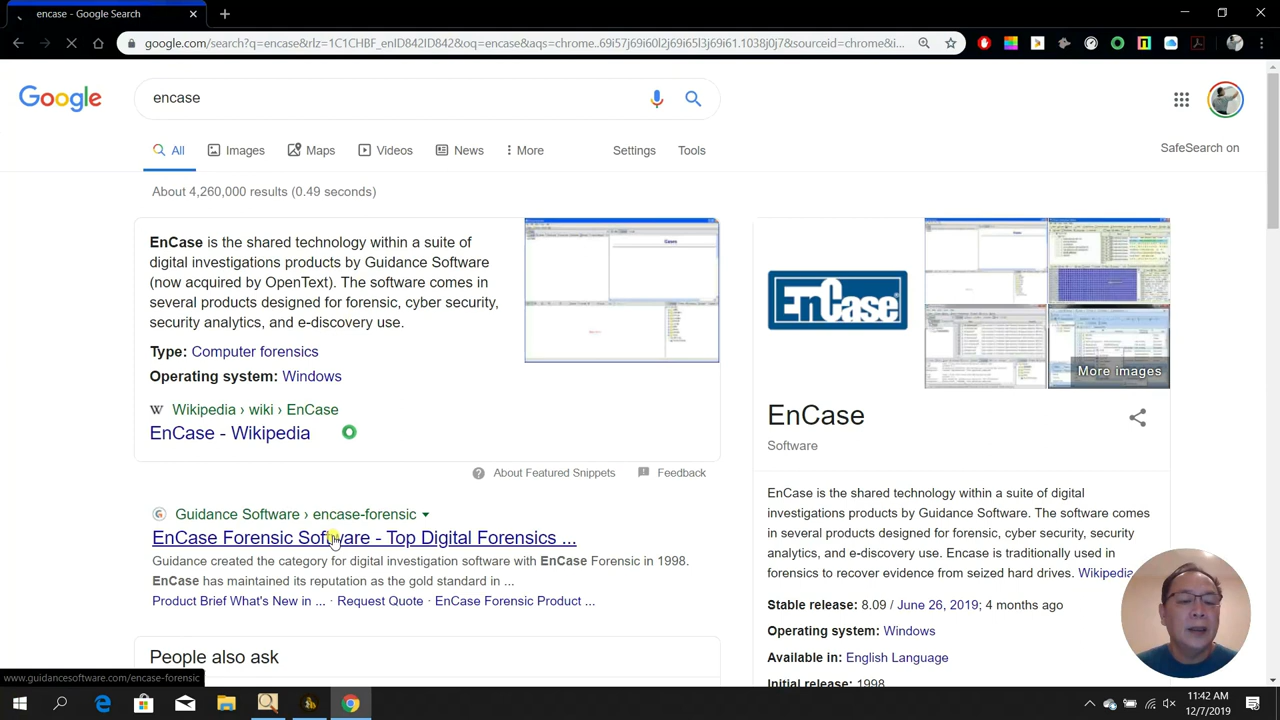 encase - Google Search
google.com/search?q=encase&rlz=1C1CHBF_enID842ID842&oq=encase&aqs=chrome..69i57j69i60l2j69i65l3j69i61.1038j0j7&sourceid=chrome&i...
Google
encase
All
Images
Maps
Videos
News
More
Settings
Tools
SafeSearch on
About 4,260,000 results (0.49 seconds)
EnCase is the shared technology within a suite of
digital investigations products by Guidance Software
(now acquired by OpenText). The software comes in
several products designed for forensic, cyber security,
security analytics, and e-discovery use.
Type: Computer forensics
Operating system: Windows
W Wikipedia › wiki › EnCase
EnCase - Wikipedia
About Featured Snippets
Feedback
Guidance Software › encase-forensic
EnCase Forensic Software - Top Digital Forensics ...
Guidance created the category for digital investigation software with EnCase Forensic in 1998.
EnCase has maintained its reputation as the gold standard in ...
Product Brief What's New in ... · Request Quote · EnCase Forensic Product ...
People also ask
EnCase
More images
EnCase
Software
EnCase is the shared technology within a suite of digital
investigations products by Guidance Software. The software
comes in several products designed for forensic, cyber security,
security analytics, and e-discovery use. Encase is traditionally used in
forensics to recover evidence from seized hard drives. Wikipedia
Stable release: 8.09 / June 26, 2019; 4 months ago
Operating system: Windows
Available in: English Language
Initial release: 1998
www.guidancesoftware.com/encase-forensic
11:42 AM
12/7/2019